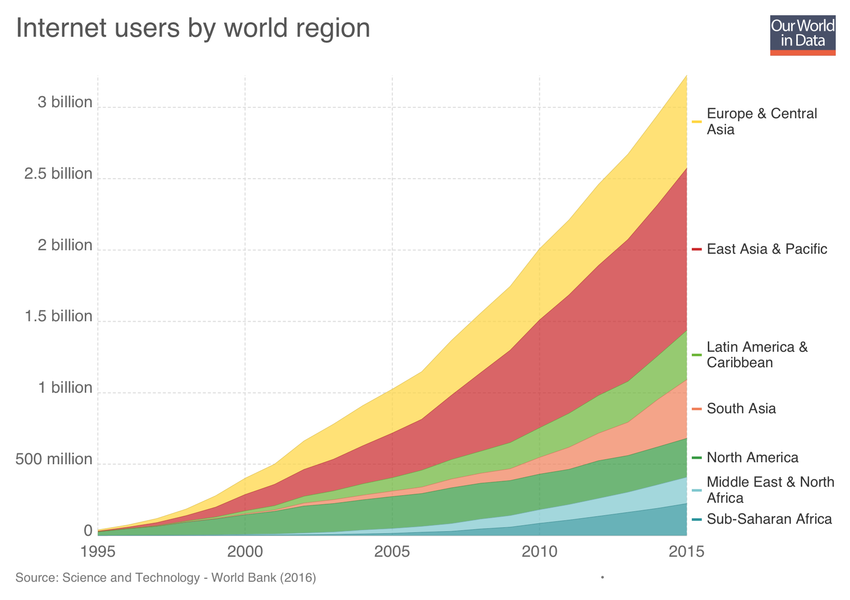 Internet users by world region
Our World
in Data
3 billion
2.5 billion
2 billion
1.5 billion
1 billion
500 million
0
1995
2000
2005
2010
2015
Europe & Central
Asia
East Asia & Pacific
Latin America &
Caribbean
South Asia
North America
Middle East & North
Africa
Sub-Saharan Africa
Source: Science and Technology - World Bank (2016)